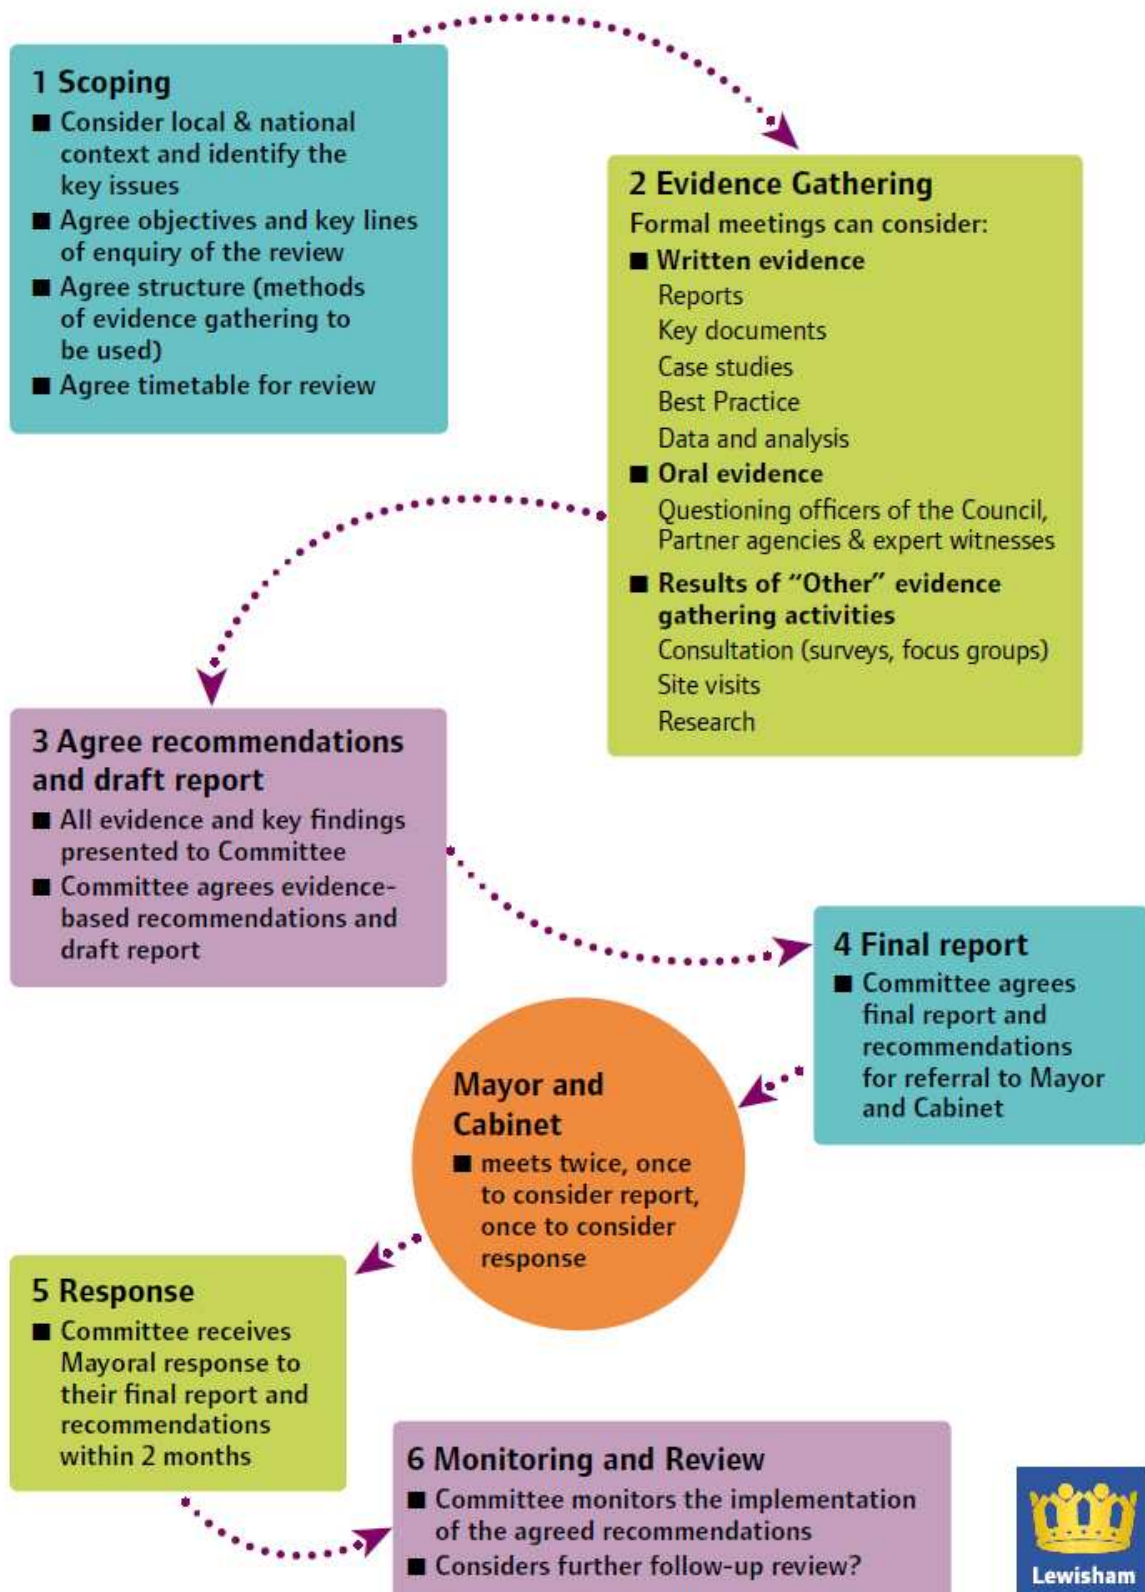 1 Scoping
■ Consider local & national
context and identify the
key issues
■ Agree objectives and key lines
of enquiry of the review
■ Agree structure (methods
of evidence gathering to
be used)
■ Agree timetable for review
2 Evidence Gathering
Formal meetings can consider:
■ Written evidence
Reports
Key documents
Case studies
Best Practice
Data and analysis
■ Oral evidence
Questioning officers of the Council,
Partner agencies & expert witnesses
■ Results of “Other” evidence
gathering activities
Consultation (surveys, focus groups)
Site visits
Research
3 Agree recommendations
and draft report
■ All evidence and key findings
presented to Committee
■ Committee agrees evidence-
based recommendations and
draft report
4 Final report
■ Committee agrees
final report and
recommendations
for referral to Mayor
and Cabinet
Mayor and
Cabinet
■ meets twice, once
to consider report,
once to consider
response
5 Response
■ Committee receives
Mayoral response to
their final report and
recommendations
within 2 months
6 Monitoring and Review
■ Committee monitors the implementation
of the agreed recommendations
■ Considers further follow-up review?
Lewisham